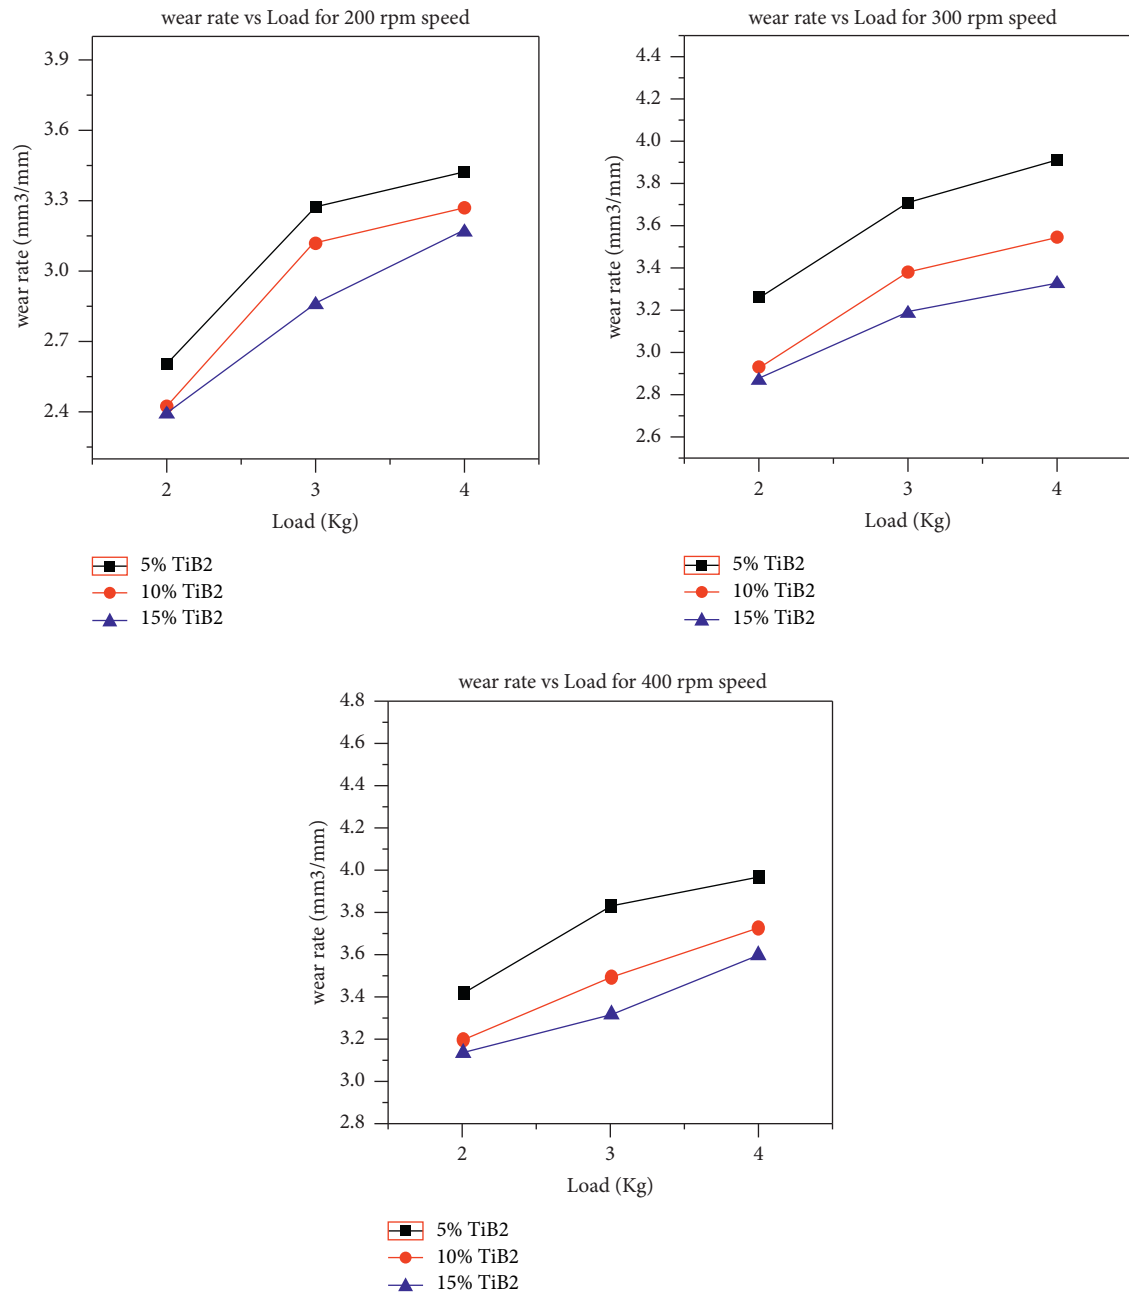 wear rate vs Load for 200 rpm speed
3.9
3.6
3.3
3.0
2.7
2.4
wear rate (mm3/mm)
2 3 4
Load (Kg)
5% TiB2
10% TiB2
15% TiB2
wear rate vs Load for 300 rpm speed
4.4
4.2
4.0
3.8
3.6
3.4
3.2
3.0
2.8
2.6
wear rate (mm3/mm)
2 3 4
Load (Kg)
5% TiB2
10% TiB2
15% TiB2
wear rate vs Load for 400 rpm speed
4.8
4.6
4.4
4.2
4.0
3.8
3.6
3.4
3.2
3.0
2.8
wear rate (mm3/mm)
2 3 4
Load (Kg)
5% TiB2
10% TiB2
15% TiB2